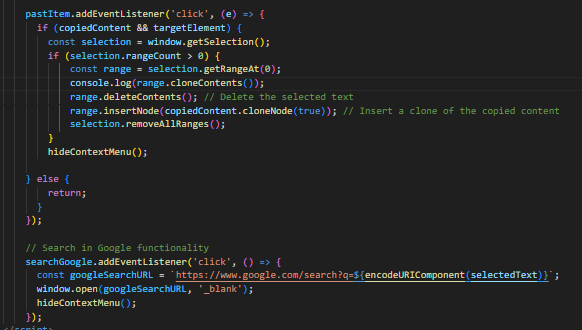 pastItem.addEventListener('click', (e) => {
if (copiedContent && targetElement) {
const selection = window.getSelection();
if (selection.rangeCount > 0) {
const range = selection.getRangeAt(0);
console.log(range.cloneContents());
range.deleteContents(); // Delete the selected text
range.insertNode(copiedContent.cloneNode(true)); // Insert a clone of the copied content
selection.removeAllRanges();
}
hideContextMenu();
} else {
return;
}
});
// Search in Google functionality
searchGoogle.addEventListener('click', () => {
const googleSearchURL = `https://www.google.com/search?q=${encodeURIComponent(selectedText)}`;
window.open(googleSearchURL, '_blank');
hideContextMenu();
});
</script>